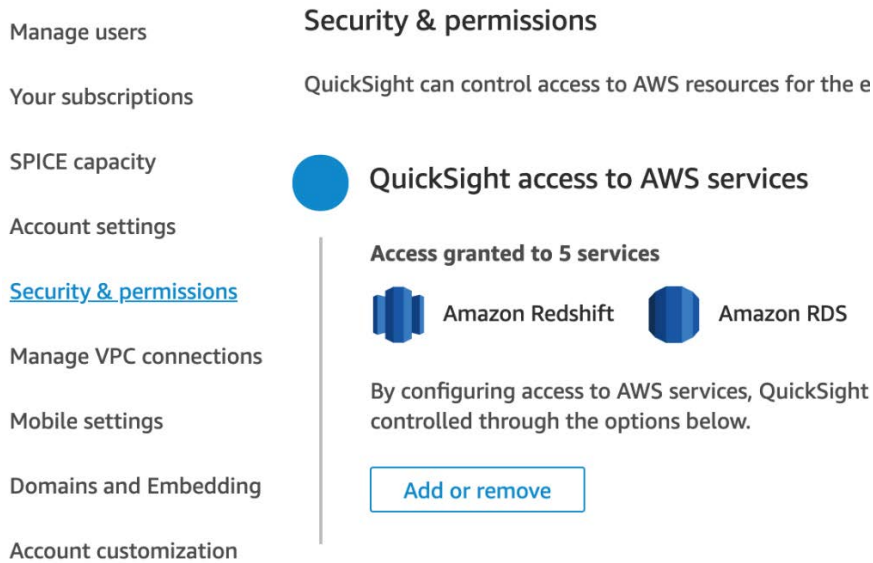 Manage users
Your subscriptions
SPICE capacity
Account settings
Security & permissions
Manage VPC connections
Mobile settings
Domains and Embedding
Account customization
Security & permissions
QuickSight can control access to AWS resources for the e
QuickSight access to AWS services
Access granted to 5 services
Amazon Redshift
Amazon RDS
By configuring access to AWS services, QuickSight
controlled through the options below.
Add or remove